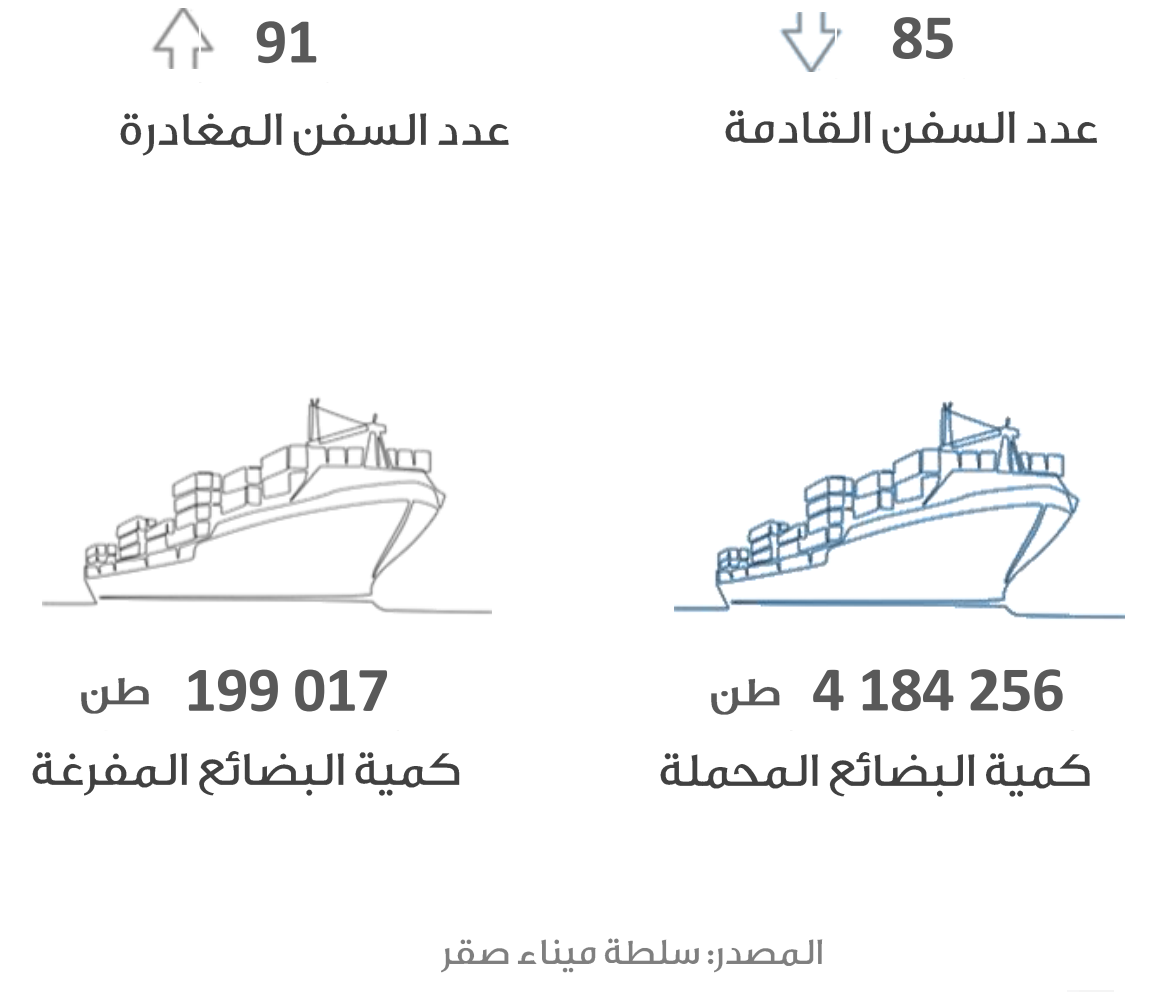 85
عدد السفن القادمة
91
عدد السفن المغادرة
4 184 256 طن
كمية البضائع المحملة
199 017 طن
كمية البضائع المفرغة
المصدر: سلطة ميناء صقر